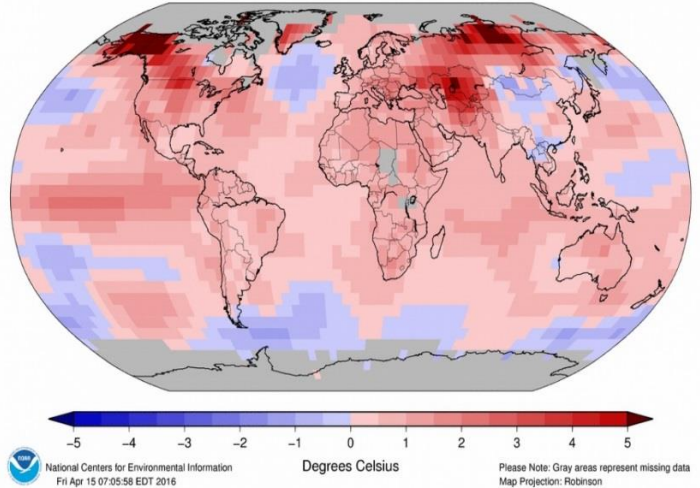 −5 −4 −3 −2 −1 0 1 2 3 4 5
NOAA
National Centers for Environmental Information
Fri Apr 15 07:05:58 EDT 2016
Degrees Celsius
Please Note: Gray areas represent missing data
Map Projection: Robinson